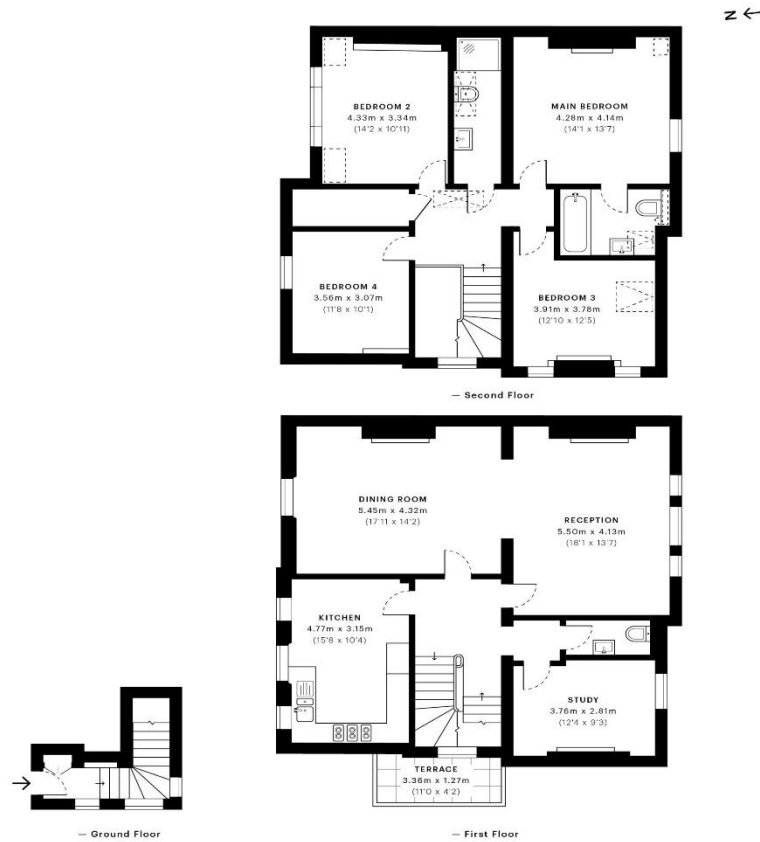 N
BEDROOM 2
4.33m x 3.34m
(14'2 x 10'11)
MAIN BEDROOM
4.28m x 4.14m
(14'1 x 13'7)
BEDROOM 4
3.56m x 3.07m
(11'8 x 10'1)
BEDROOM 3
3.91m x 3.78m
(12'10 x 12'5)
— Second Floor
DINING ROOM
5.45m x 4.32m
(17'11 x 14'2)
RECEPTION
5.50m x 4.13m
(18'1 x 13'7)
KITCHEN
4.77m x 3.15m
(15'8 x 10'4)
STUDY
3.76m x 2.81m
(12'4 x 9'3)
TERRACE
3.36m x 1.27m
(11'0 x 4'2)
— Ground Floor
— First Floor